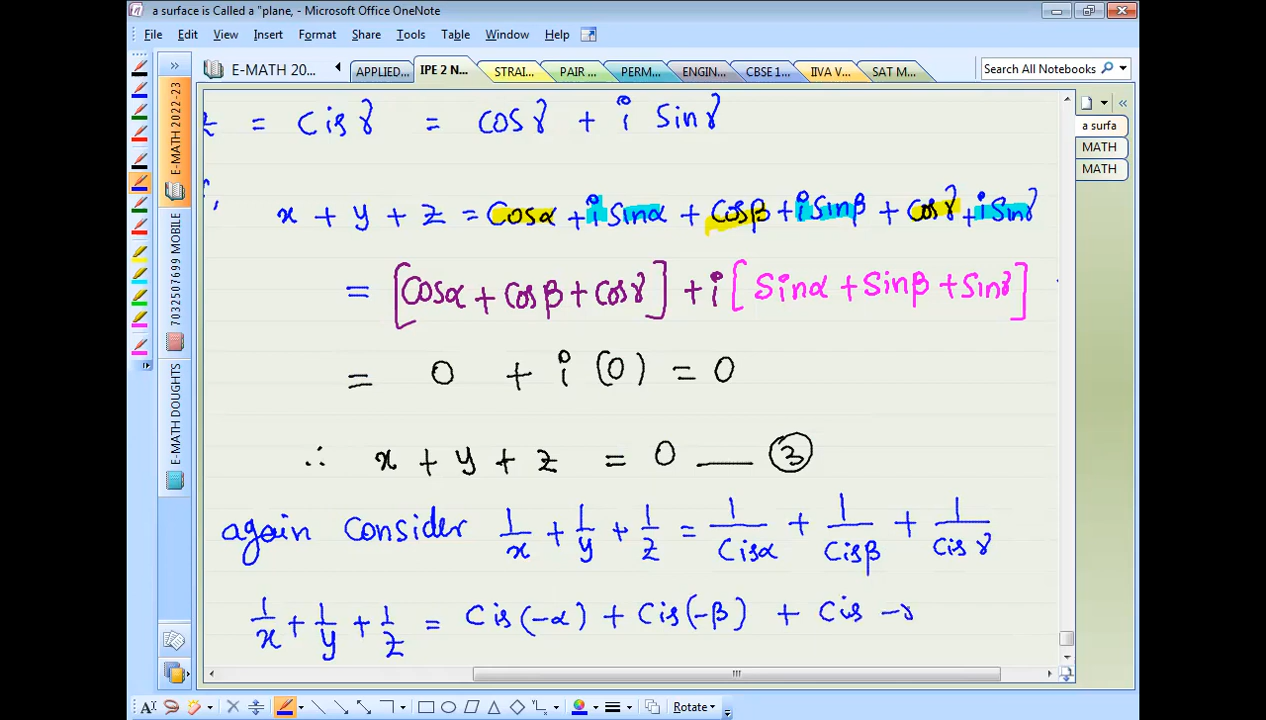 a surface is Called a "plane, - Microsoft Office OneNote
File Edit View Insert Format Share Tools Table Window Help
E-MATH 20... APPLIED... IPE 2 N... STRAI... PAIR ... PERM... ENGIN... CBSE 1... IIVA V... SAT M... Search All Notebooks
E-MATH 2022-23
7032507699 MOBILE
E-MATH DOUGHTS
a surfa
MATH
MATH
z = Cis γ = cos γ + i Sin γ
x + y + z = Cosα + i Sinα + Cosβ + i Sinβ + Cosγ + i Sinγ
= [Cosα + Cosβ + Cosγ] + i [Sinα + Sinβ + Sinγ]
= 0 + i (0) = 0
∴ x + y + z = 0 — ③
again Consider 1/x + 1/y + 1/z = 1/Cisα + 1/Cisβ + 1/Cis γ
1/x + 1/y + 1/z = Cis(-α) + Cis(-β) + Cis -γ
Rotate